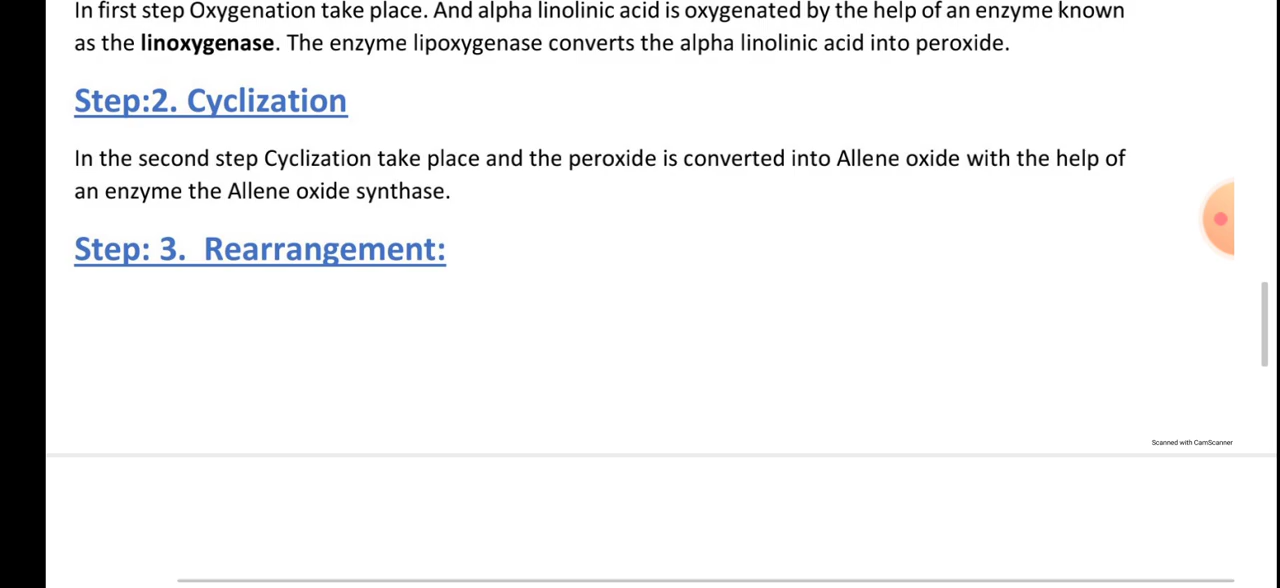 In first step Oxygenation take place. And alpha linolinic acid is oxygenated by the help of an enzyme known
as the linoxygenase. The enzyme lipoxygenase converts the alpha linolinic acid into peroxide.
Step:2. Cyclization
In the second step Cyclization take place and the peroxide is converted into Allene oxide with the help of
an enzyme the Allene oxide synthase.
Step: 3. Rearrangement:
Scanned with CamScanner